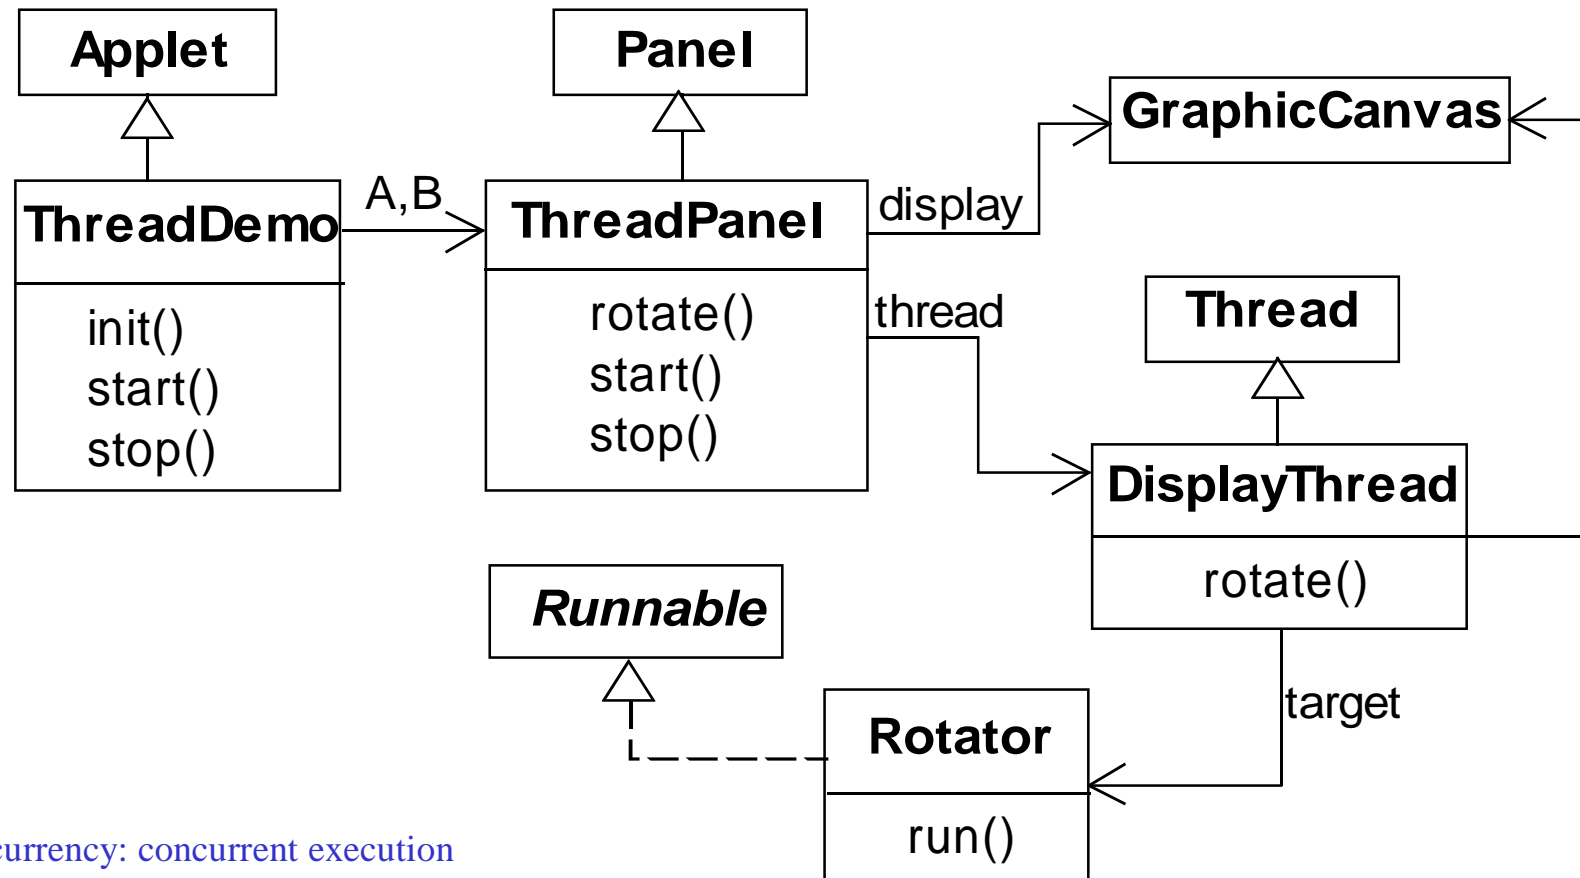 Applet
Panel
GraphicCanvas
ThreadDemo
A,B
ThreadPanel
display
init()
start()
stop()
rotate()
start()
stop()
thread
Thread
DisplayThread
rotate()
Runnable
target
Rotator
run()
currency: concurrent execution